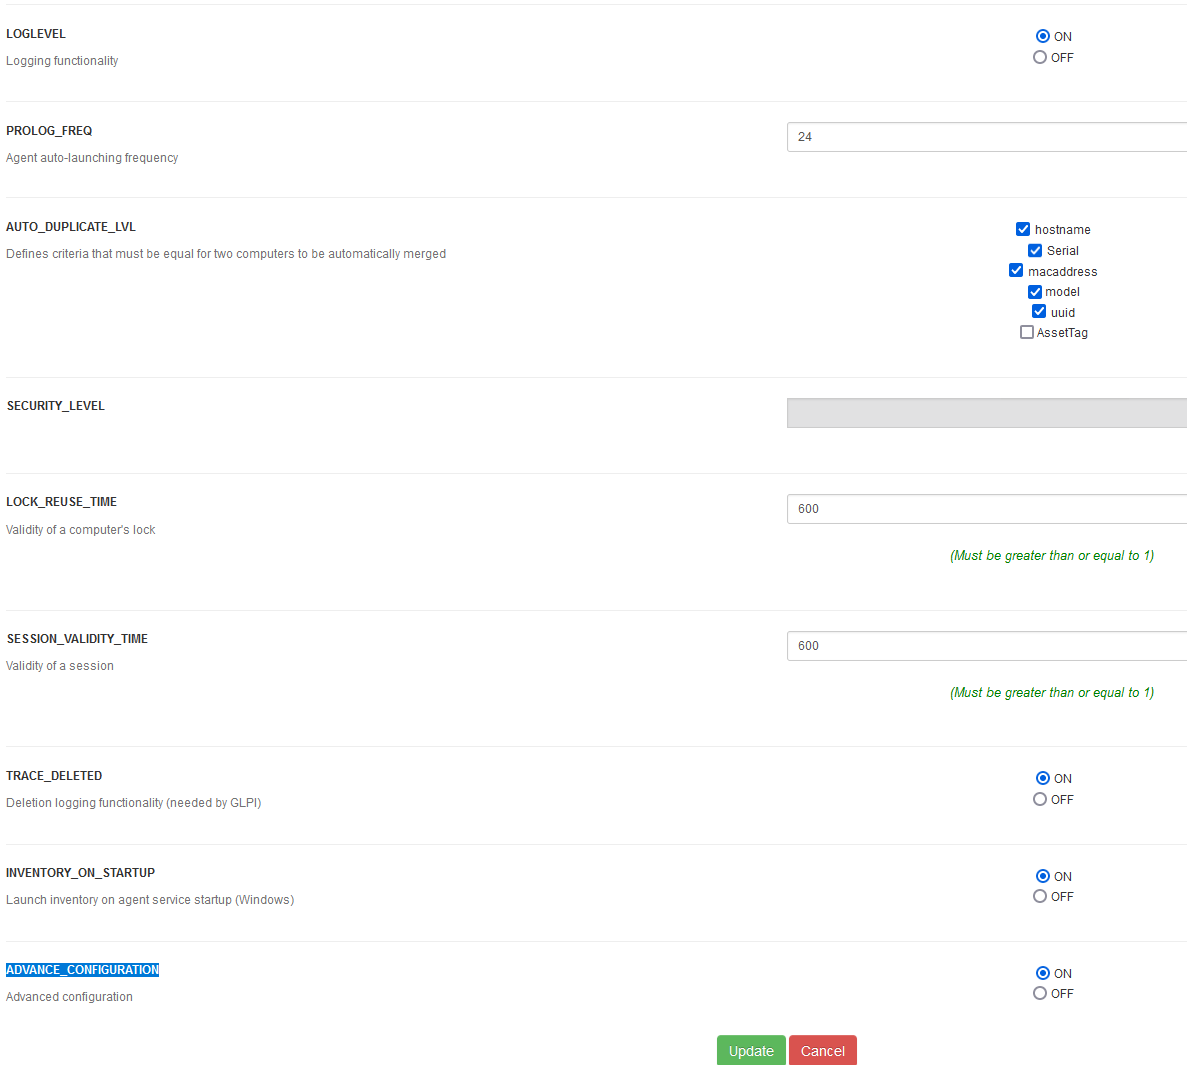 LOGLEVEL
ON
Logging functionality
OFF
PROLOG_FREQ
24
Agent auto-launching frequency
AUTO_DUPLICATE_LVL
hostname
Defines criteria that must be equal for two computers to be automatically merged
Serial
macaddress
model
uuid
AssetTag
SECURITY_LEVEL
LOCK_REUSE_TIME
600
Validity of a computer's lock
(Must be greater than or equal to 1)
SESSION_VALIDITY_TIME
600
Validity of a session
(Must be greater than or equal to 1)
TRACE_DELETED
ON
Deletion logging functionality (needed by GLPI)
OFF
INVENTORY_ON_STARTUP
ON
Launch inventory on agent service startup (Windows)
OFF
ADVANCE_CONFIGURATION
ON
Advanced configuration
OFF
Update
Cancel